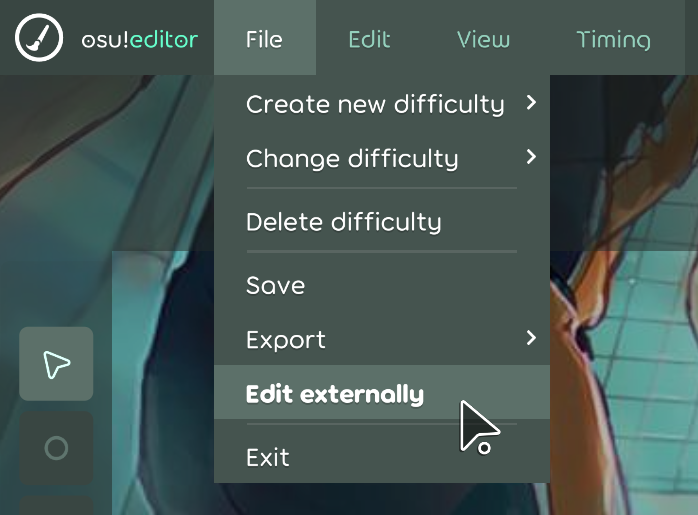 osu!editor File Edit View Timing
Create new difficulty
Change difficulty
Delete difficulty
Save
Export
Edit externally
Exit